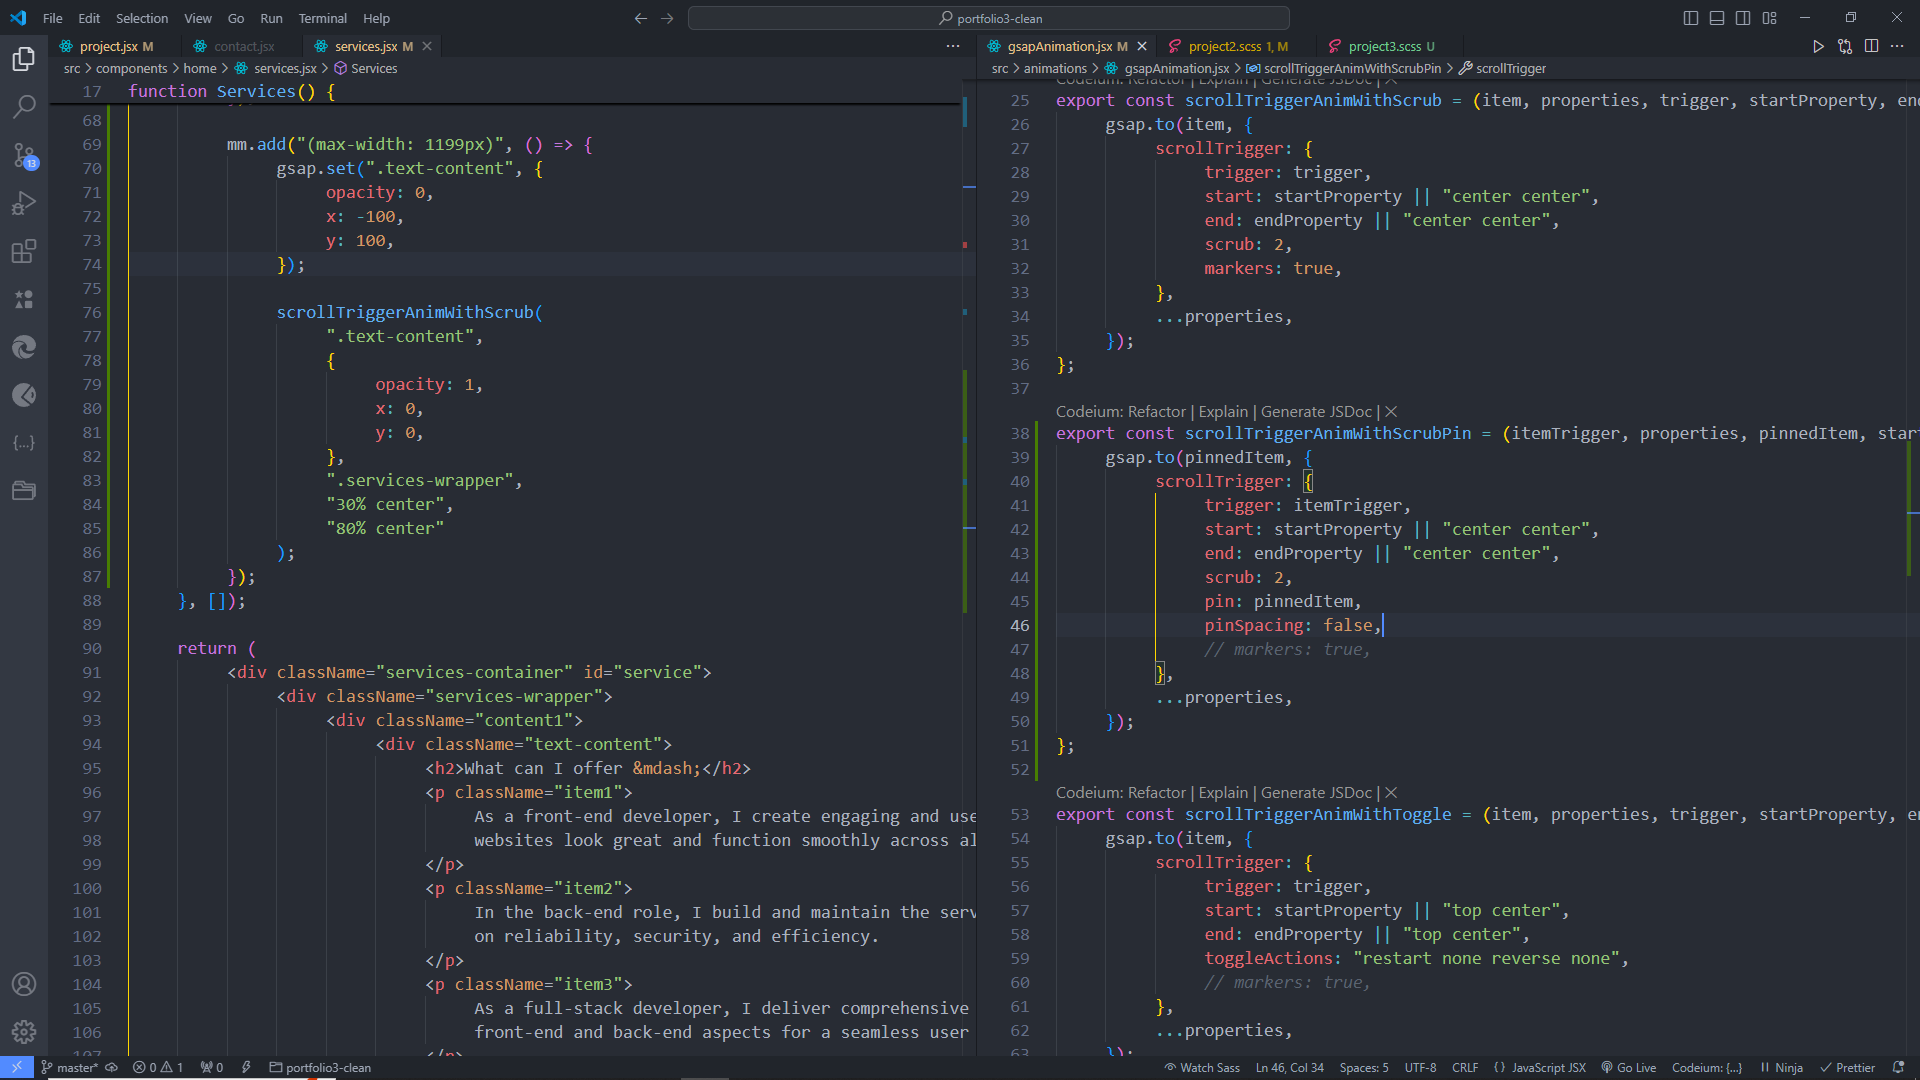 File Edit Selection View Go Run Terminal Help
portfolio3-clean
project.jsx M
contact.jsx
services.jsx M
src > components > home > services.jsx > Services
17 function Services() {
68
69 mm.add("(max-width: 1199px)", () => {
70 gsap.set(".text-content", {
71 opacity: 0,
72 x: -100,
73 y: 100,
74 });
75
76 scrollTriggerAnimWithScrub(
77 ".text-content",
78 {
79 opacity: 1,
80 x: 0,
81 y: 0,
82 },
83 ".services-wrapper",
84 "30% center",
85 "80% center"
86 );
87 });
88 }, []);
89
90 return (
91 <div className="services-container" id="service">
92 <div className="services-wrapper">
93 <div className="content1">
94 <div className="text-content">
95 <h2>What can I offer &mdash;</h2>
96 <p className="item1">
97 As a front-end developer, I create engaging and use
98 websites look great and function smoothly across al
99 </p>
100 <p className="item2">
101 In the back-end role, I build and maintain the serv
102 on reliability, security, and efficiency.
103 </p>
104 <p className="item3">
105 As a full-stack developer, I deliver comprehensive
106 front-end and back-end aspects for a seamless user
107 </p>
gsapAnimation.jsx M
project2.scss 1, M
project3.scss U
src > animations > gsapAnimation.jsx > scrollTriggerAnimWithScrubPin > scrollTrigger
Codeium: Refactor | Explain | Generate JSDoc | X
25 export const scrollTriggerAnimWithScrub = (item, properties, trigger, startProperty, en
26 gsap.to(item, {
27 scrollTrigger: {
28 trigger: trigger,
29 start: startProperty || "center center",
30 end: endProperty || "center center",
31 scrub: 2,
32 markers: true,
33 },
34 ...properties,
35 });
36 };
37
Codeium: Refactor | Explain | Generate JSDoc | X
38 export const scrollTriggerAnimWithScrubPin = (itemTrigger, properties, pinnedItem, star
39 gsap.to(pinnedItem, {
40 scrollTrigger: {
41 trigger: itemTrigger,
42 start: startProperty || "center center",
43 end: endProperty || "center center",
44 scrub: 2,
45 pin: pinnedItem,
46 pinSpacing: false,
47 // markers: true,
48 },
49 ...properties,
50 });
51 };
52
Codeium: Refactor | Explain | Generate JSDoc | X
53 export const scrollTriggerAnimWithToggle = (item, properties, trigger, startProperty, en
54 gsap.to(item, {
55 scrollTrigger: {
56 trigger: trigger,
57 start: startProperty || "top center",
58 end: endProperty || "top center",
59 toggleActions: "restart none reverse none",
60 // markers: true,
61 },
62 ...properties,
63 });
13
master* 0 1 0 portfolio3-clean Watch Sass Ln 46, Col 34 Spaces: 5 UTF-8 CRLF {} JavaScript JSX Go Live Codeium: {...} Ninja Prettier